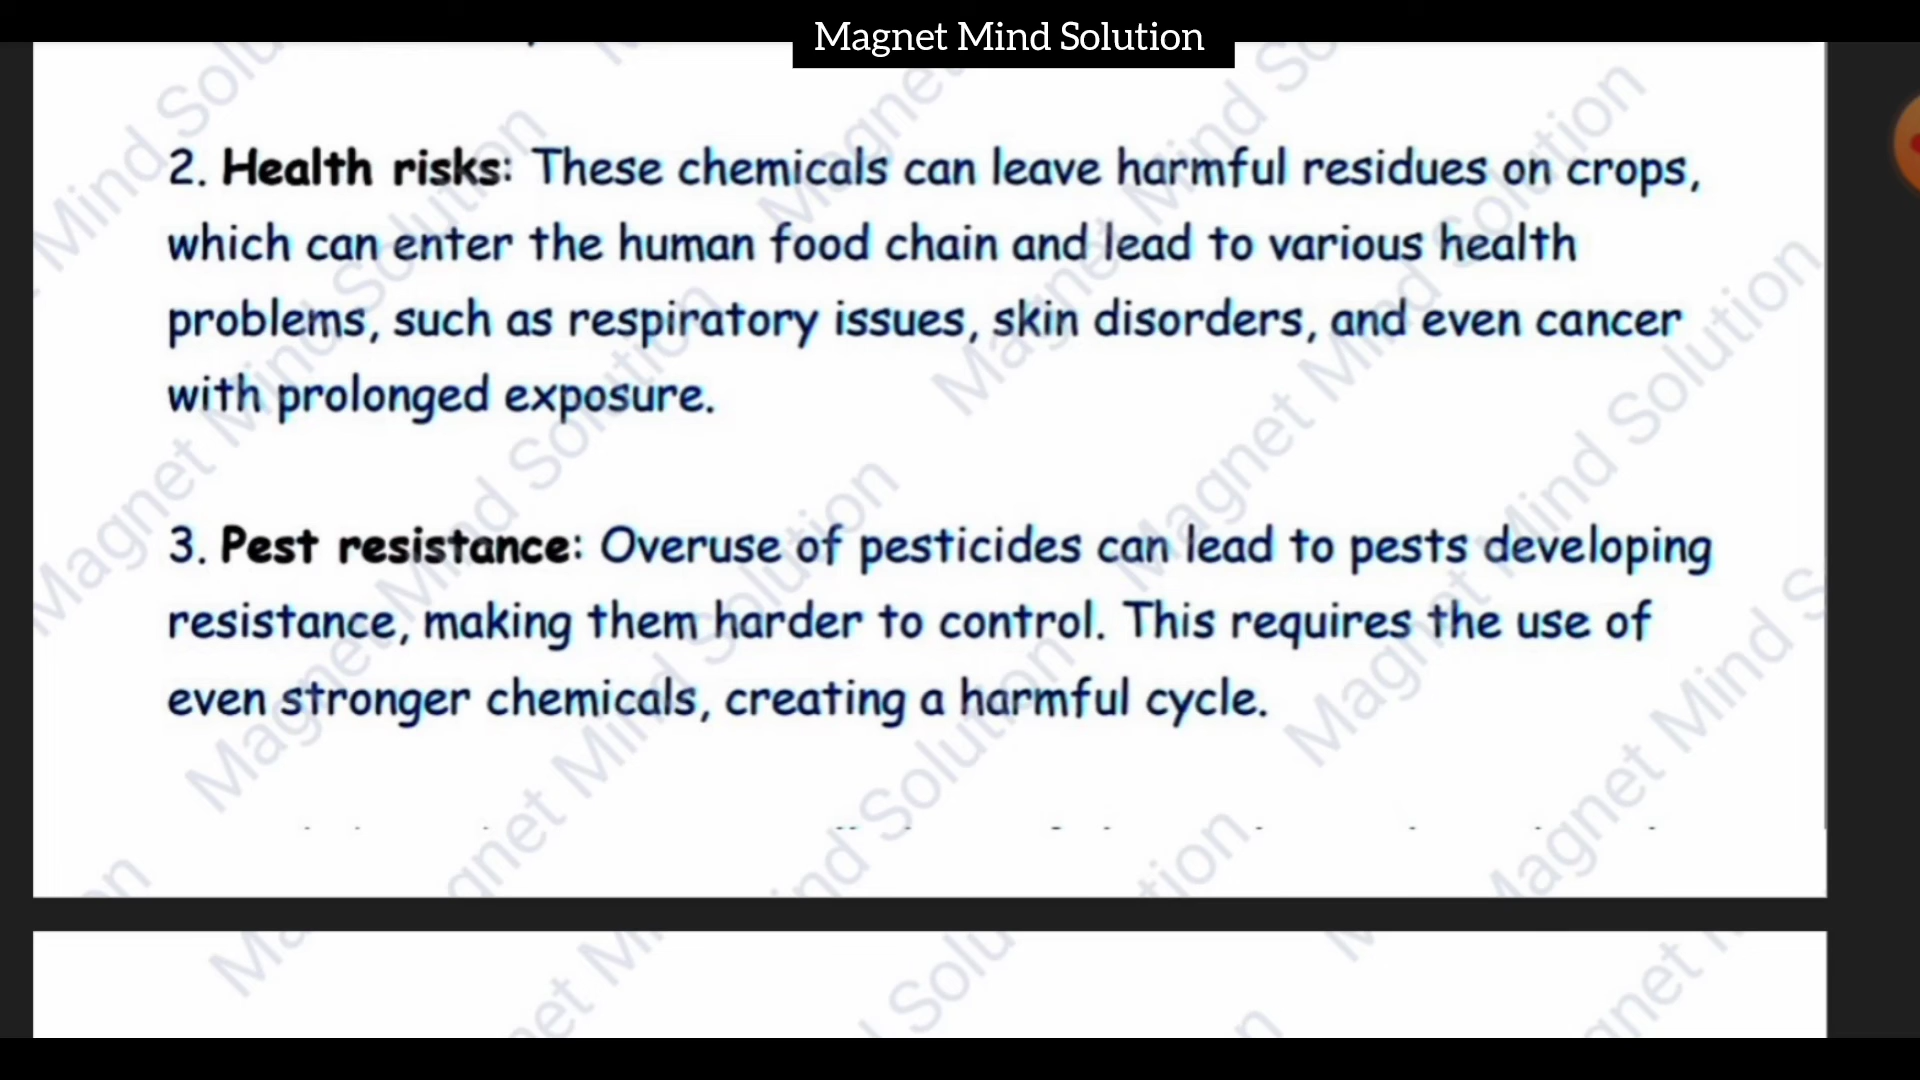 Magnet Mind Solution
2. Health risks: These chemicals can leave harmful residues on crops,
which can enter the human food chain and lead to various health
problems, such as respiratory issues, skin disorders, and even cancer
with prolonged exposure.
3. Pest resistance: Overuse of pesticides can lead to pests developing
resistance, making them harder to control. This requires the use of
even stronger chemicals, creating a harmful cycle.